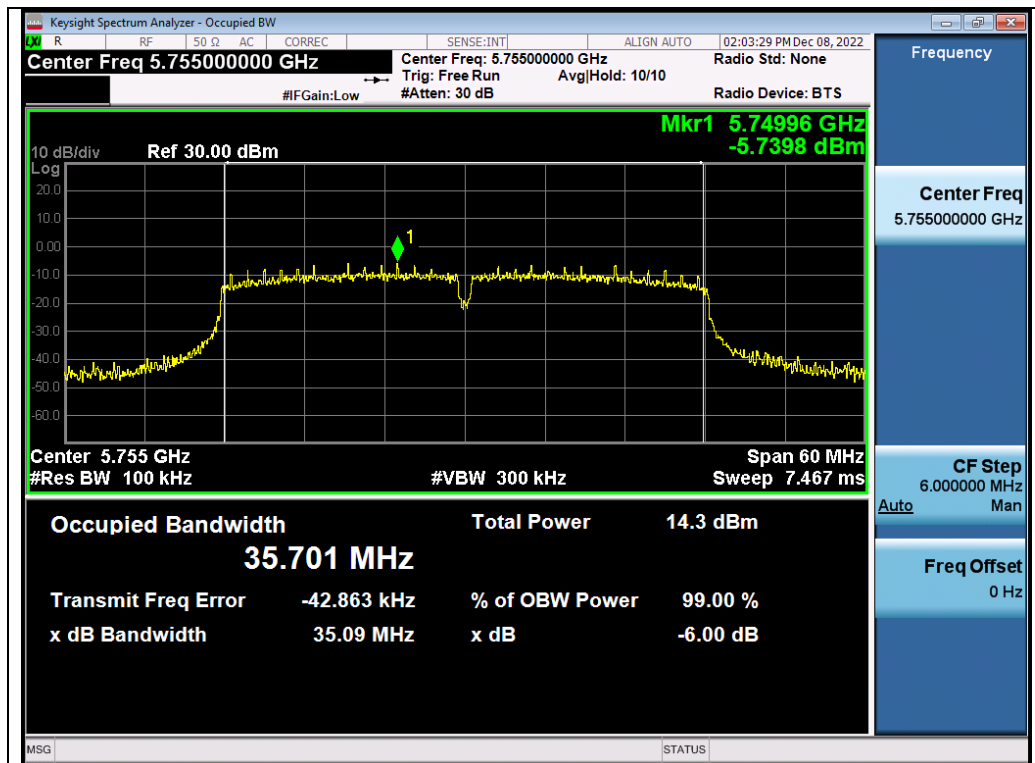 Keysight Spectrum Analyzer - Occupied BW
LXI R RF 50 Ω AC CORREC SENSE:INT ALIGN AUTO 02:03:29 PM Dec 08, 2022
Center Freq 5.755000000 GHz
Center Freq: 5.755000000 GHz
Radio Std: None
Trig: Free Run Avg|Hold: 10/10
#IFGain:Low
#Atten: 30 dB
Radio Device: BTS
Frequency
Mkr1 5.74996 GHz
-5.7398 dBm
10 dB/div Ref 30.00 dBm
Log
20.0
10.0
0.00
-10.0
-20.0
-30.0
-40.0
-50.0
-60.0
1
Center 5.755 GHz
Span 60 MHz
#Res BW 100 kHz
#VBW 300 kHz
Sweep 7.467 ms
Center Freq
5.755000000 GHz
CF Step
6.000000 MHz
Auto Man
Freq Offset
0 Hz
Occupied Bandwidth
35.701 MHz
Total Power 14.3 dBm
Transmit Freq Error -42.863 kHz
% of OBW Power 99.00 %
x dB Bandwidth 35.09 MHz
x dB -6.00 dB
MSG
STATUS